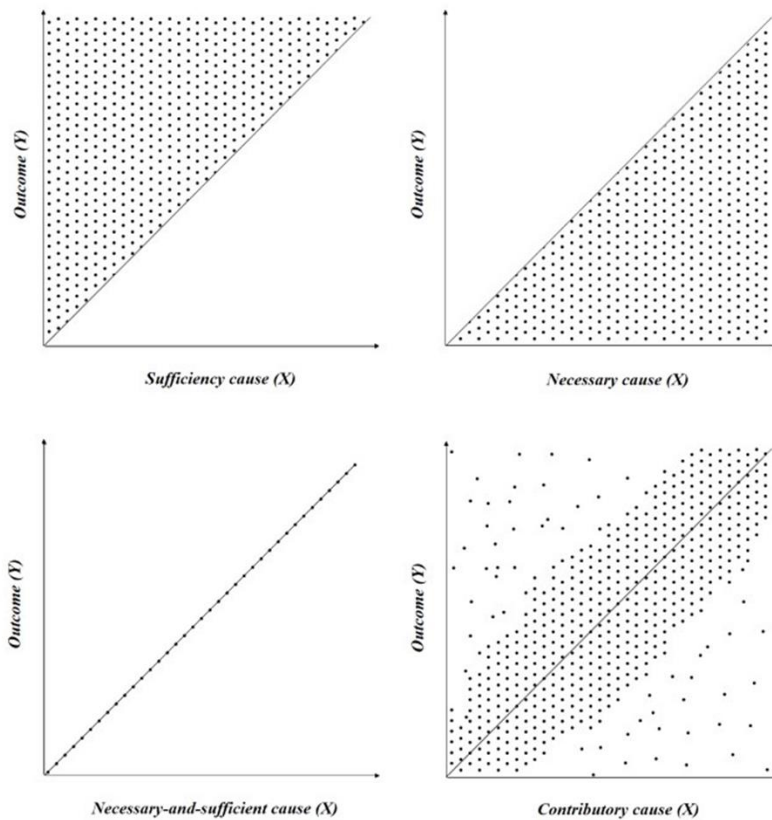 Outcome (Y)
Sufficiency cause (X)
Outcome (Y)
Necessary cause (X)
Outcome (Y)
Necessary-and-sufficient cause (X)
Outcome (Y)
Contributory cause (X)